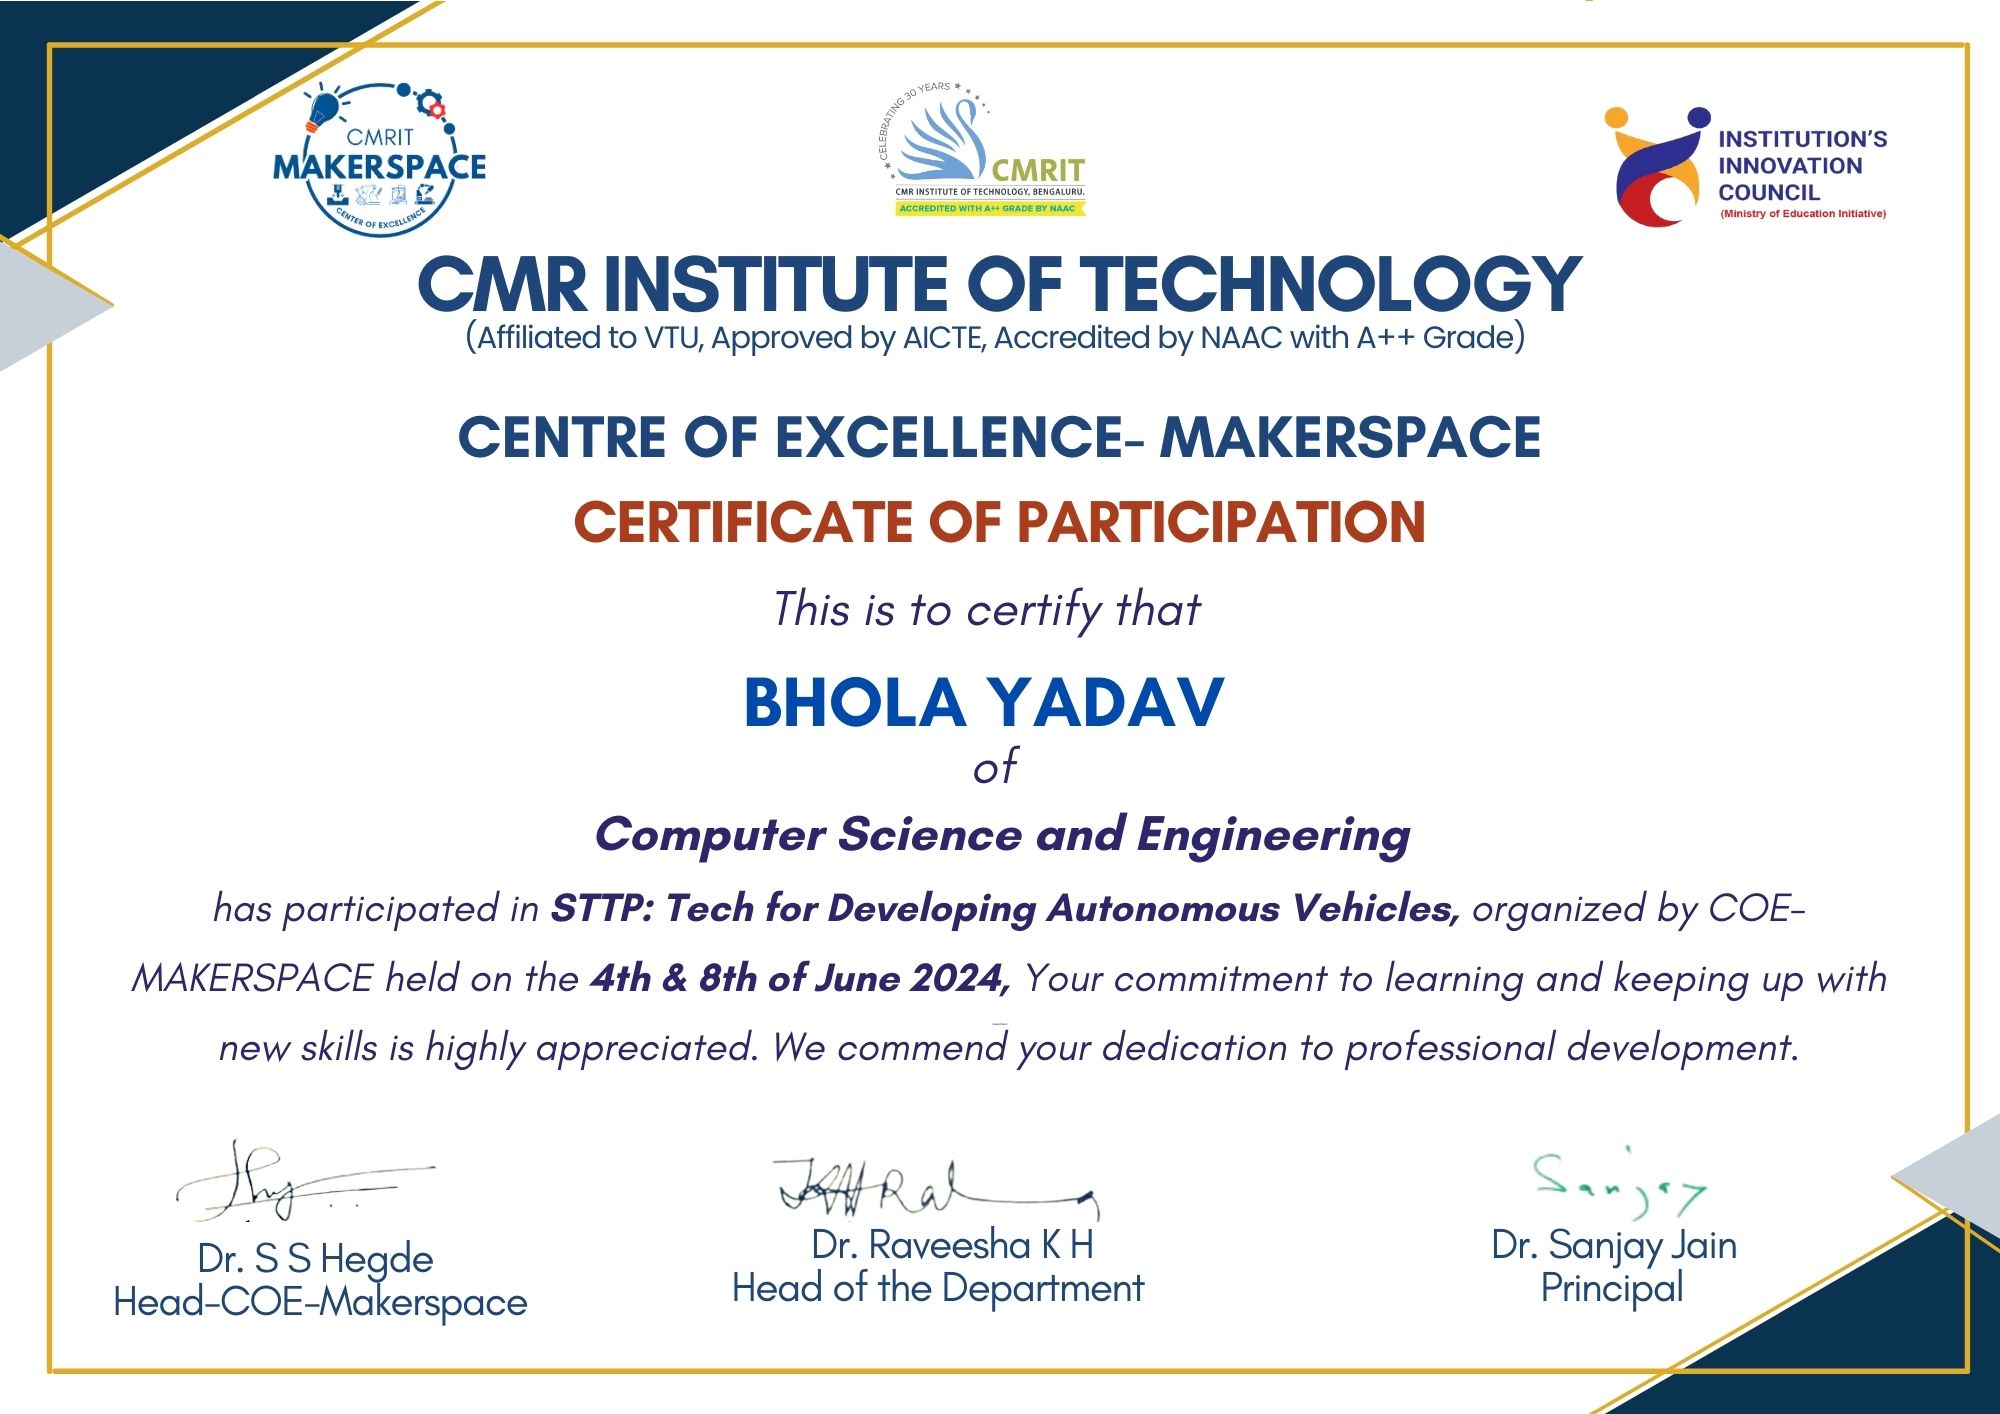 CMRIT
MAKERSPACE
CENTER OF EXCELLENCE
CELEBRATING 30 YEARS
CMRIT
CMR INSTITUTE OF TECHNOLOGY, BENGALURU.
ACCREDITED WITH A++ GRADE BY NAAC
INSTITUTION'S
INNOVATION
COUNCIL
(Ministry of Education Initiative)
CMR INSTITUTE OF TECHNOLOGY
(Affiliated to VTU, Approved by AICTE, Accredited by NAAC with A++ Grade)
CENTRE OF EXCELLENCE- MAKERSPACE
CERTIFICATE OF PARTICIPATION
This is to certify that
BHOLA YADAV
of
Computer Science and Engineering
has participated in STTP: Tech for Developing Autonomous Vehicles, organized by COE-
MAKERSPACE held on the 4th & 8th of June 2024, Your commitment to learning and keeping up with
new skills is highly appreciated. We commend your dedication to professional development.
Sanjay
Dr. S S Hegde
Head-COE-Makerspace
Dr. Raveesha K H
Head of the Department
Dr. Sanjay Jain
Principal